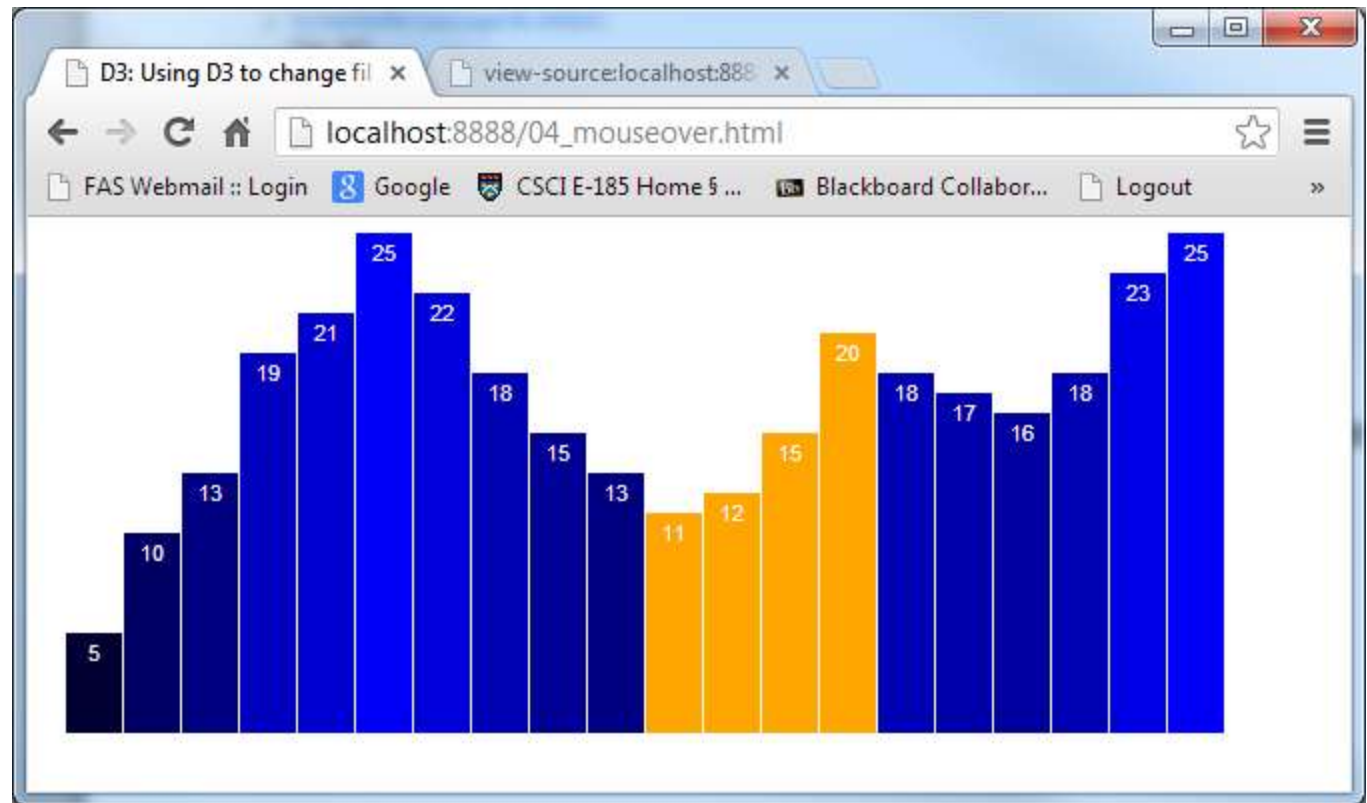 D3: Using D3 to change fil
view-source:localhost:888
localhost:8888/04_mouseover.html
FAS Webmail :: Login Google CSCI E-185 Home § ... Blackboard Collabor... Logout »
5 10 13 19 21 25 22 18 15 13 11 12 15 20 18 17 16 18 23 25